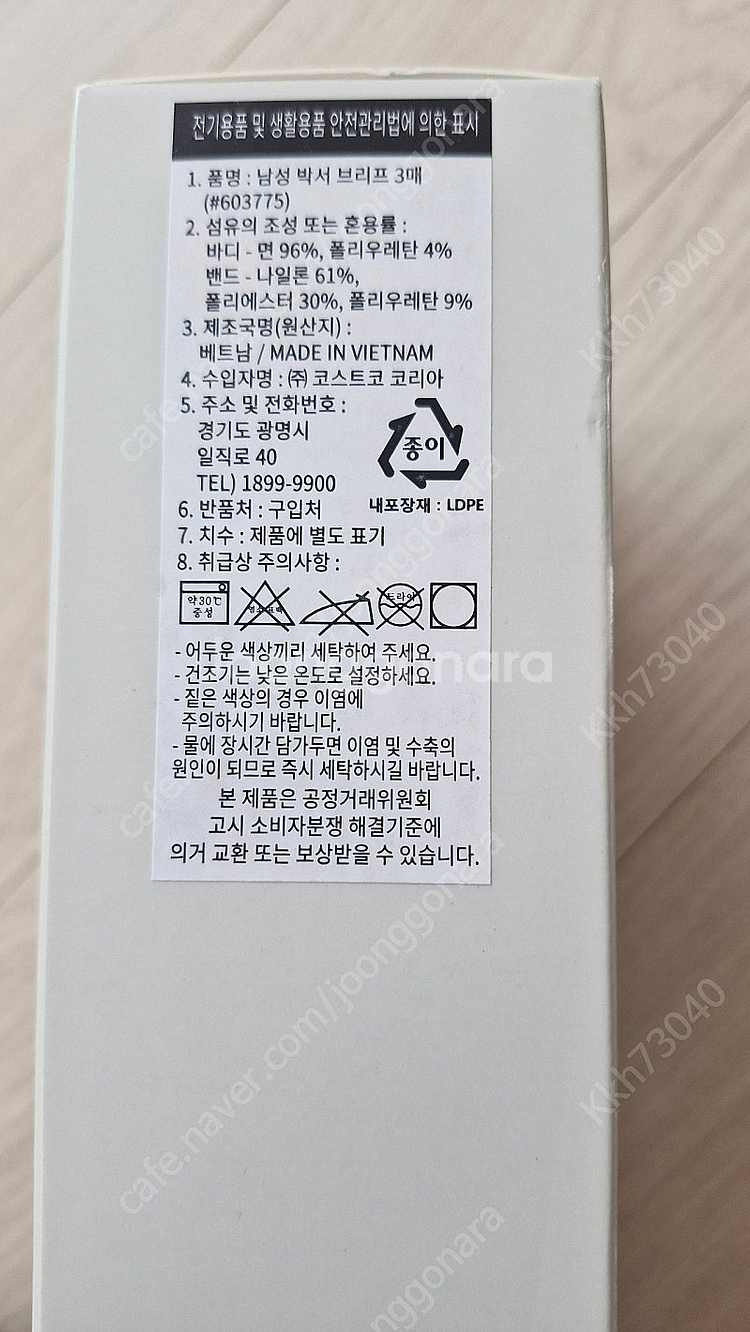 전기용품 및 생활용품 안전관리법에 의한 표시
1. 품명 : 남성 박서 브리프 3매
(#603775)
2. 섬유의 조성 또는 혼용률 :
바디 - 면 96%, 폴리우레탄 4%
밴드 - 나일론 61%,
폴리에스터 30%, 폴리우레탄 9%
3. 제조국명(원산지) :
베트남 / MADE IN VIETNAM
4. 수입자명 : ㈜ 코스트코 코리아
5. 주소 및 전화번호 :
경기도 광명시
일직로 40
TEL) 1899-9900
종이
내포장재 : LDPE
6. 반품처 : 구입처
7. 치수 : 제품에 별도 표기
8. 취급상 주의사항 :
약30℃
중성
드라이
- 어두운 색상끼리 세탁하여 주세요.
- 건조기는 낮은 온도로 설정하세요.
- 짙은 색상의 경우 이염에
주의하시기 바랍니다.
- 물에 장시간 담가두면 이염 및 수축의
원인이 되므로 즉시 세탁하시길 바랍니다.
본 제품은 공정거래위원회
고시 소비자분쟁 해결기준에
의거 교환 또는 보상받을 수 있습니다.
joonggonara
cafe.naver.com/joonggonara
Kkh73040
Kkh73040
Kkh73040